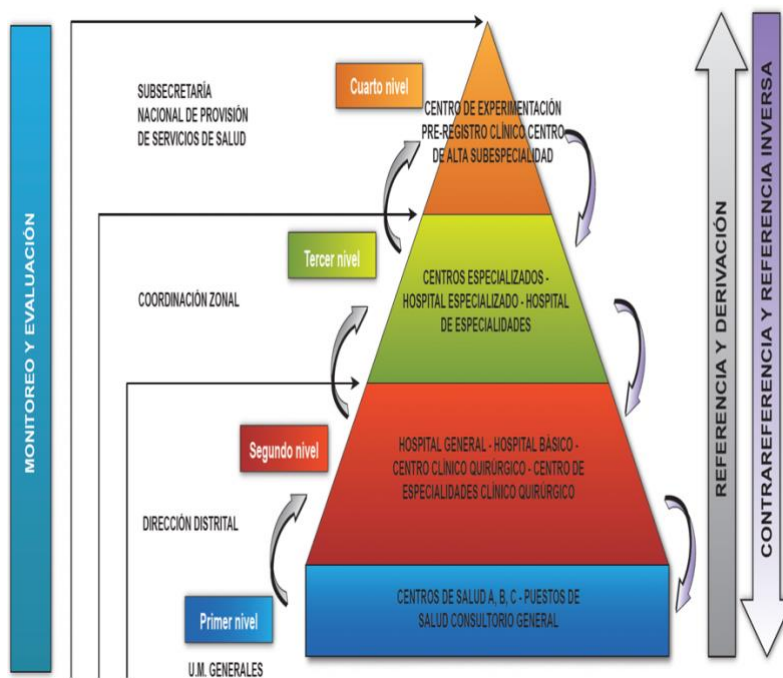 MONITOREO Y EVALUACIÓN
SUBSECRETARÍA
NACIONAL DE PROVISIÓN
DE SERVICIOS DE SALUD
Cuarto nivel
CENTRO DE EXPERIMENTACIÓN
PRE-REGISTRO CLÍNICO CENTRO
DE ALTA SUBESPECIALIDAD
Tercer nivel
COORDINACIÓN ZONAL
CENTROS ESPECIALIZADOS -
HOSPITAL ESPECIALIZADO - HOSPITAL
DE ESPECIALIDADES
Segundo nivel
HOSPITAL GENERAL - HOSPITAL BÁSICO -
CENTRO CLÍNICO QUIRÚRGICO - CENTRO DE
ESPECIALIDADES CLÍNICO QUIRÚRGICO
DIRECCIÓN DISTRITAL
Primer nivel
CENTROS DE SALUD A, B, C - PUESTOS DE
SALUD CONSULTORIO GENERAL
U.M. GENERALES
REFERENCIA Y DERIVACIÓN
CONTRAREFERENCIA Y REFERENCIA INVERSA